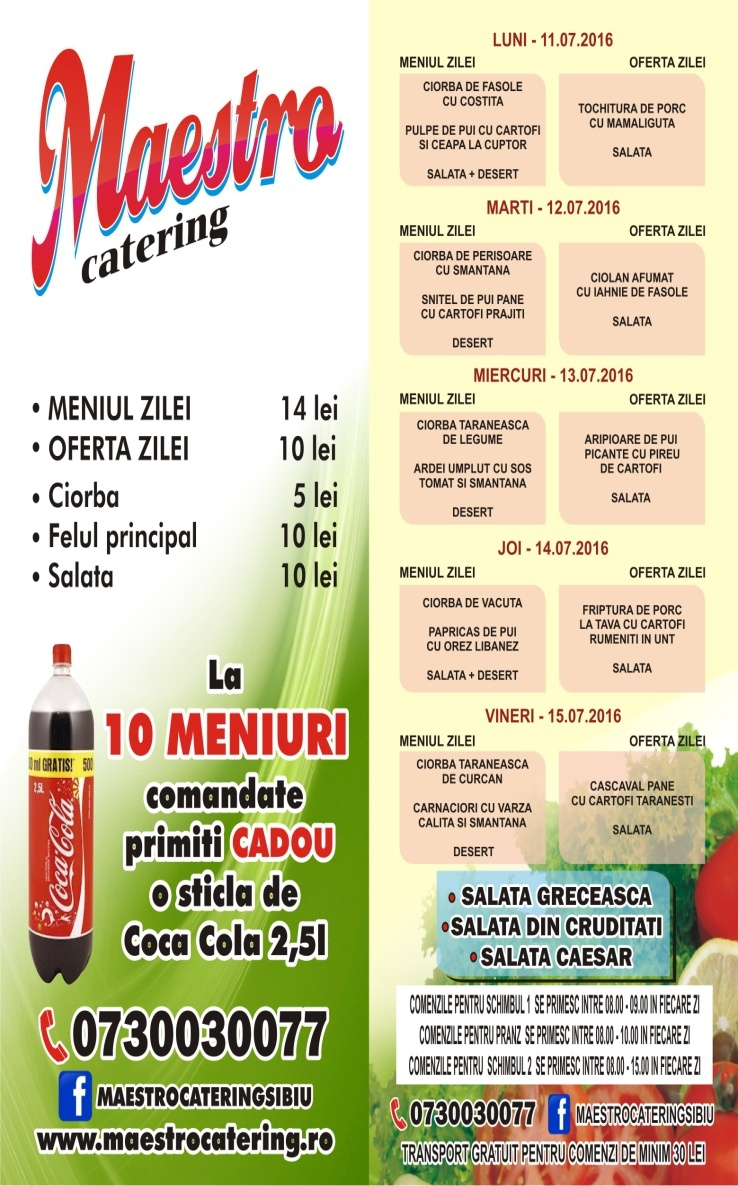 Maestro
catering
• MENIUL ZILEI 14 lei
• OFERTA ZILEI 10 lei
• Ciorba 5 lei
• Felul principal 10 lei
• Salata 10 lei
La
10 MENIURI
comandate
primiti CADOU
o sticla de
Coca Cola 2,5l
ml GRATIS! 500
2,5L
Coca-Cola
0730030077
MAESTROCATERINGSIBIU
www.maestrocatering.ro
LUNI - 11.07.2016
MENIUL ZILEI
CIORBA DE FASOLE
CU COSTITA
PULPE DE PUI CU CARTOFI
SI CEAPA LA CUPTOR
SALATA + DESERT
OFERTA ZILEI
TOCHITURA DE PORC
CU MAMALIGUTA
SALATA
MARTI - 12.07.2016
MENIUL ZILEI
CIORBA DE PERISOARE
CU SMANTANA
SNITEL DE PUI PANE
CU CARTOFI PRAJITI
DESERT
OFERTA ZILEI
CIOLAN AFUMAT
CU IAHNIE DE FASOLE
SALATA
MIERCURI - 13.07.2016
MENIUL ZILEI
CIORBA TARANEASCA
DE LEGUME
ARDEI UMPLUT CU SOS
TOMAT SI SMANTANA
DESERT
OFERTA ZILEI
ARIPIOARE DE PUI
PICANTE CU PIREU
DE CARTOFI
SALATA
JOI - 14.07.2016
MENIUL ZILEI
CIORBA DE VACUTA
PAPRICAS DE PUI
CU OREZ LIBANEZ
SALATA + DESERT
OFERTA ZILEI
FRIPTURA DE PORC
LA TAVA CU CARTOFI
RUMENITI IN UNT
SALATA
VINERI - 15.07.2016
MENIUL ZILEI
CIORBA TARANEASCA
DE CURCAN
CARNACIORI CU VARZA
CALITA SI SMANTANA
DESERT
OFERTA ZILEI
CASCAVAL PANE
CU CARTOFI TARANESTI
SALATA
• SALATA GRECEASCA
• SALATA DIN CRUDITATI
• SALATA CAESAR
COMENZILE PENTRU SCHIMBUL 1 SE PRIMESC INTRE 08.00 - 09.00 IN FIECARE ZI
COMENZILE PENTRU PRANZ SE PRIMESC INTRE 08.00 - 10.00 IN FIECARE ZI
COMENZILE PENTRU SCHIMBUL 2 SE PRIMESC INTRE 08.00 - 15.00 IN FIECARE ZI
0730030077 MAESTROCATERINGSIBIU
TRANSPORT GRATUIT PENTRU COMENZI DE MINIM 30 LEI